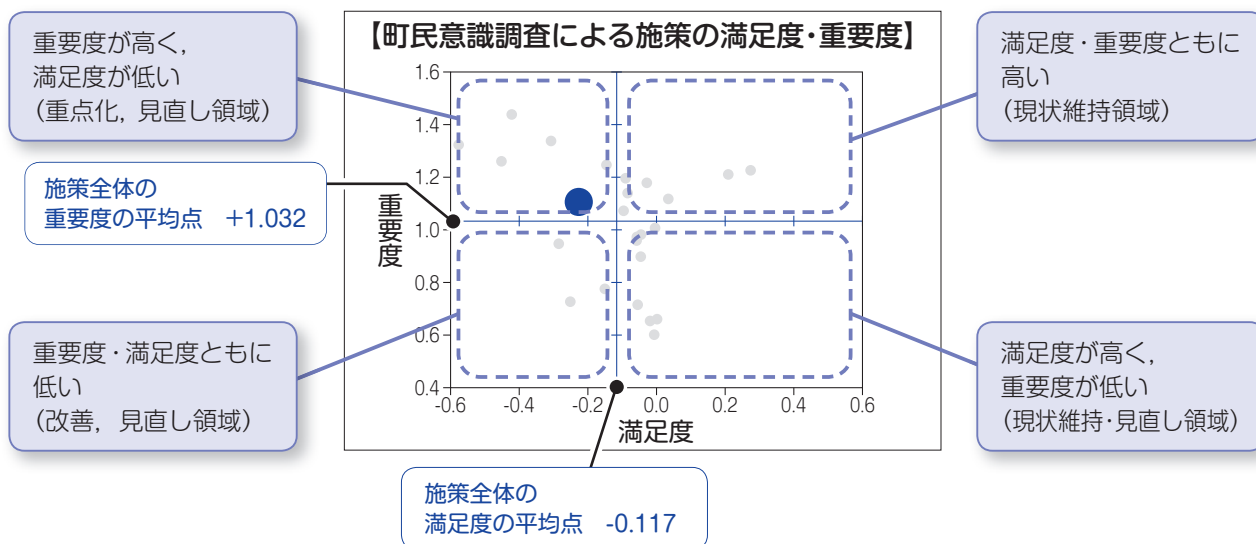 【町民意識調査による施策の満足度・重要度】
重要度が高く，
満足度が低い
（重点化，見直し領域）
満足度・重要度ともに
高い
（現状維持領域）
施策全体の
重要度の平均点　+1.032
重要度
1.6
1.4
1.2
1.0
0.8
0.6
0.4
-0.6
-0.4
-0.2
0.0
0.2
0.4
0.6
満足度
重要度・満足度ともに
低い
（改善，見直し領域）
満足度が高く，
重要度が低い
（現状維持・見直し領域）
施策全体の
満足度の平均点　-0.117